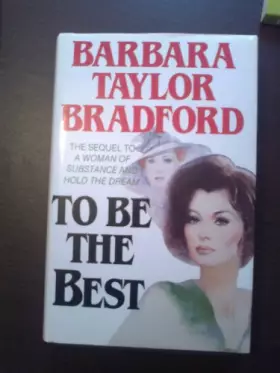 BARBARA
TAYLOR
BRADFORD
THE SEQUEL TO
A WOMAN OF
SUBSTANCE AND
HOLD THE DREAM
TO BE
THE
BEST